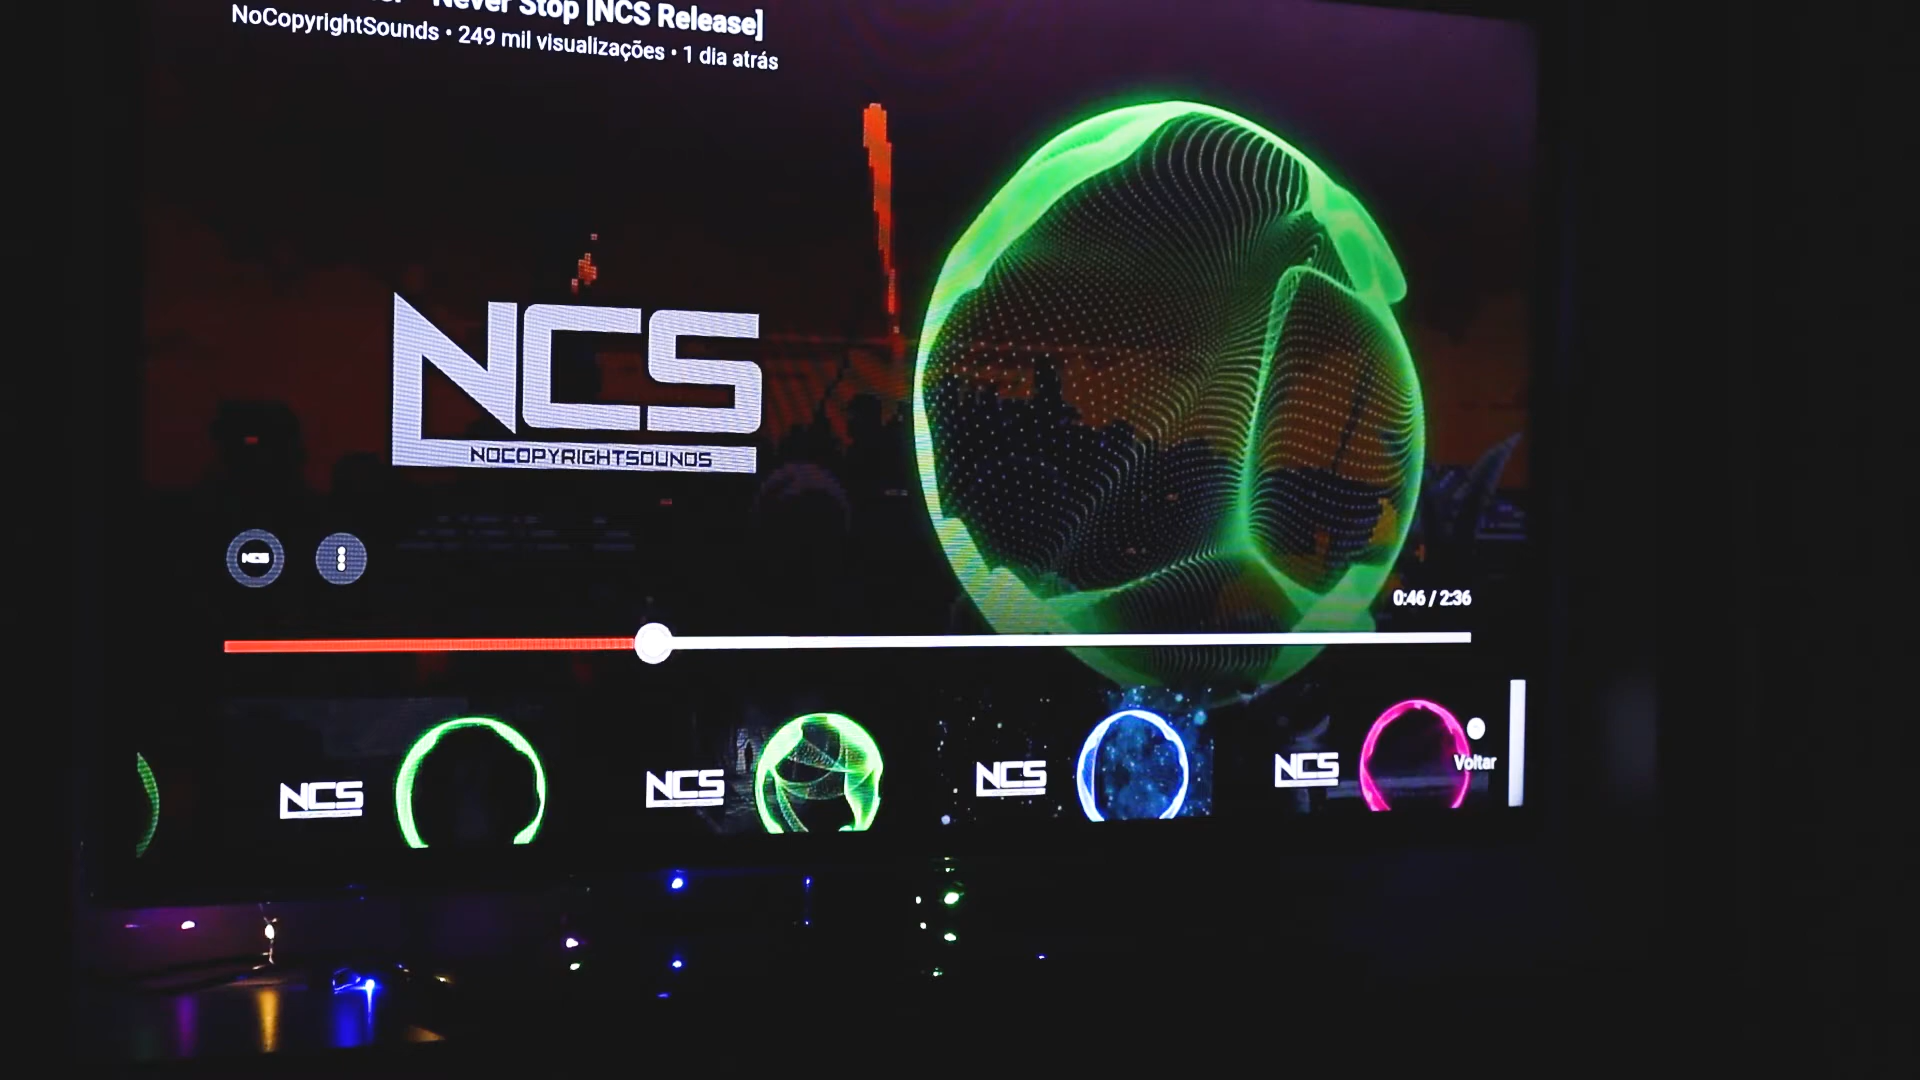 Never Stop [NCS Release]
NoCopyrightSounds • 249 mil visualizações • 1 dia atrás
NCS
NOCOPYRIGHTSOUNDS
NCS
0:46 / 2:36
NCS
NCS
NCS
NCS
Voltar